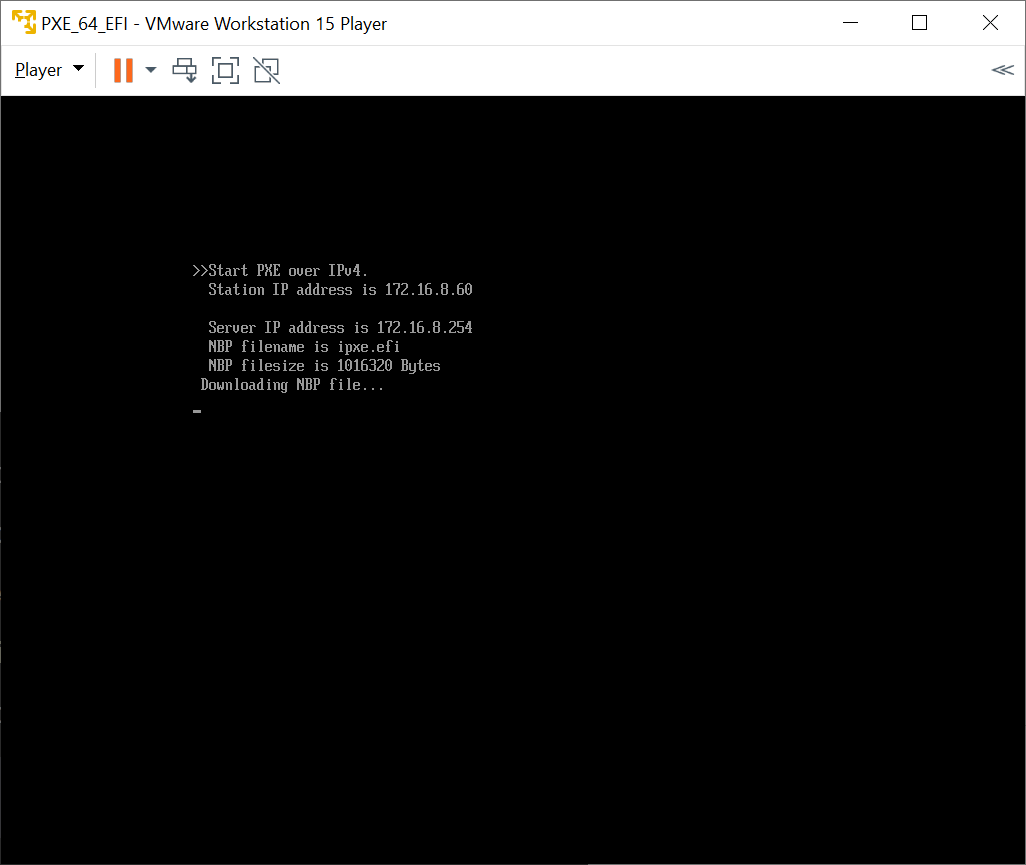 PXE_64_EFI - VMware Workstation 15 Player
Player
>>Start PXE over IPv4.
Station IP address is 172.16.8.60
Server IP address is 172.16.8.254
NBP filename is ipxe.efi
NBP filesize is 1016320 Bytes
Downloading NBP file...